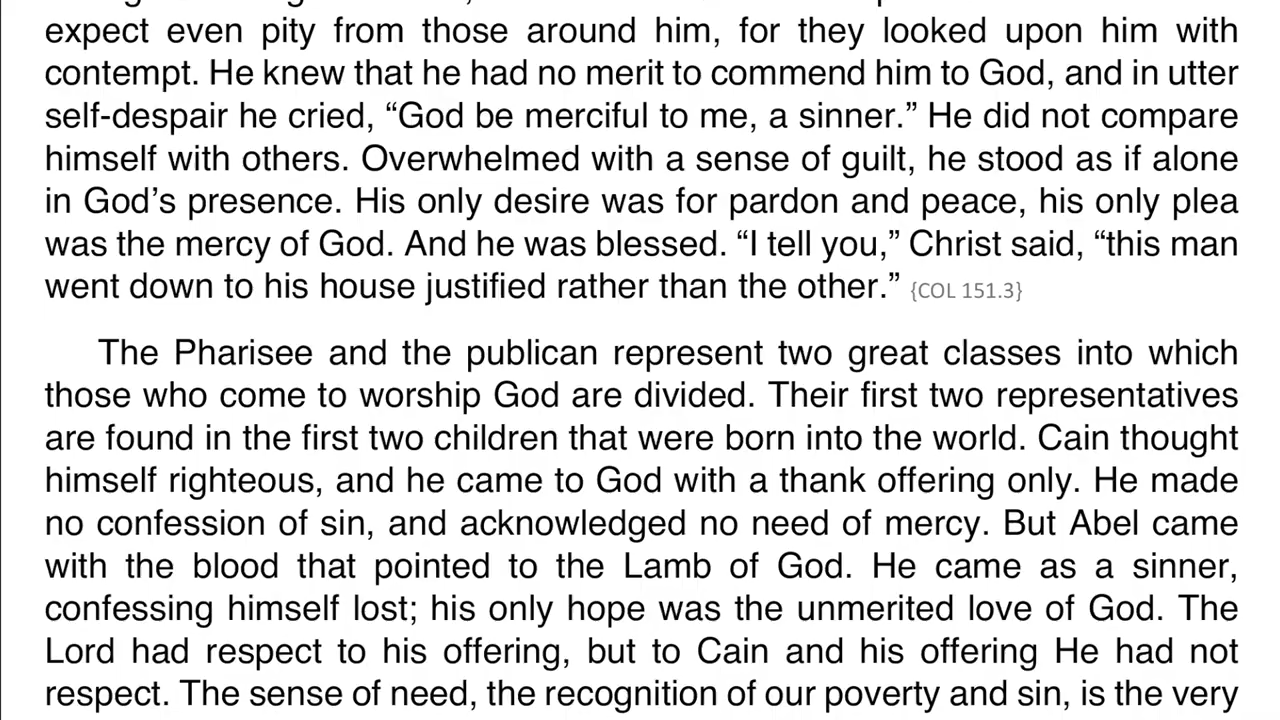 expect even pity from those around him, for they looked upon him with
contempt. He knew that he had no merit to commend him to God, and in utter
self-despair he cried, “God be merciful to me, a sinner.” He did not compare
himself with others. Overwhelmed with a sense of guilt, he stood as if alone
in God’s presence. His only desire was for pardon and peace, his only plea
was the mercy of God. And he was blessed. “I tell you,” Christ said, “this man
went down to his house justified rather than the other.” {COL 151.3}
The Pharisee and the publican represent two great classes into which
those who come to worship God are divided. Their first two representatives
are found in the first two children that were born into the world. Cain thought
himself righteous, and he came to God with a thank offering only. He made
no confession of sin, and acknowledged no need of mercy. But Abel came
with the blood that pointed to the Lamb of God. He came as a sinner,
confessing himself lost; his only hope was the unmerited love of God. The
Lord had respect to his offering, but to Cain and his offering He had not
respect. The sense of need, the recognition of our poverty and sin, is the very